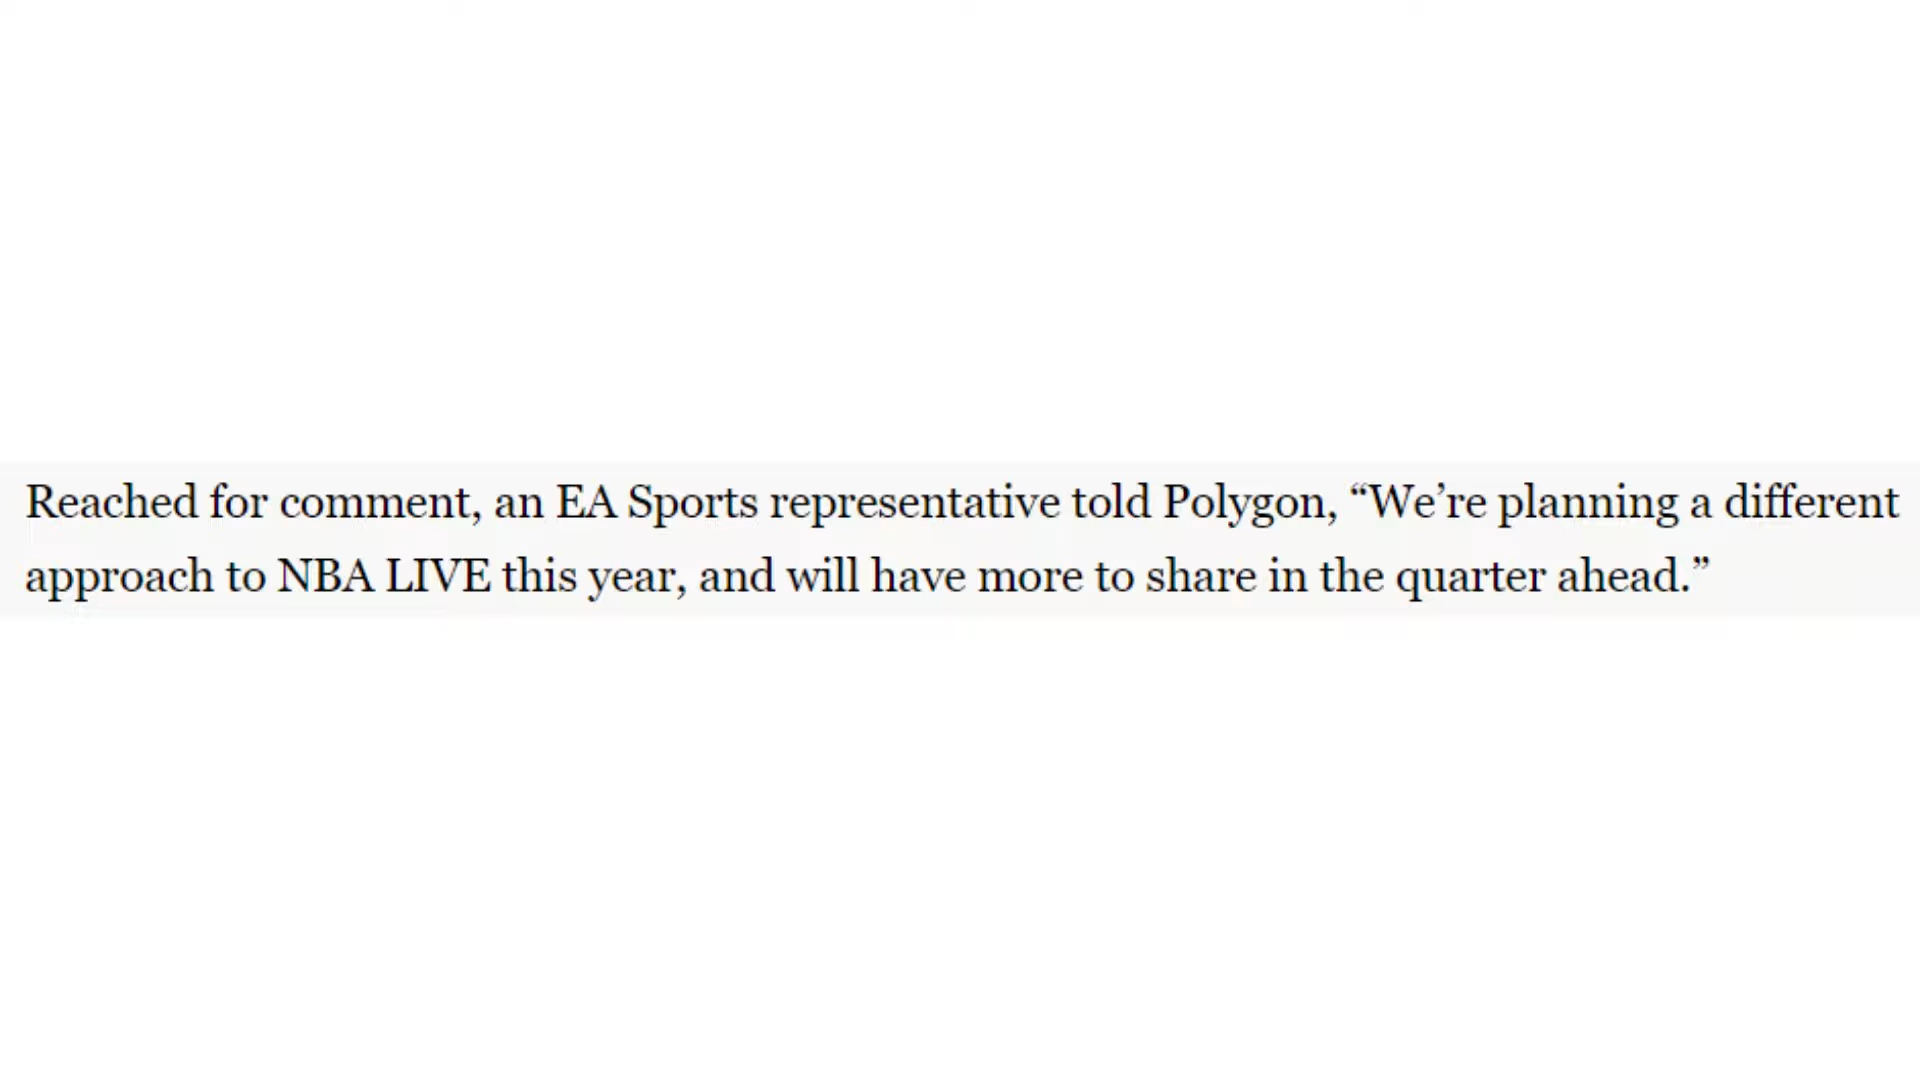 Reached for comment, an EA Sports representative told Polygon, “We’re planning a different
approach to NBA LIVE this year, and will have more to share in the quarter ahead.”